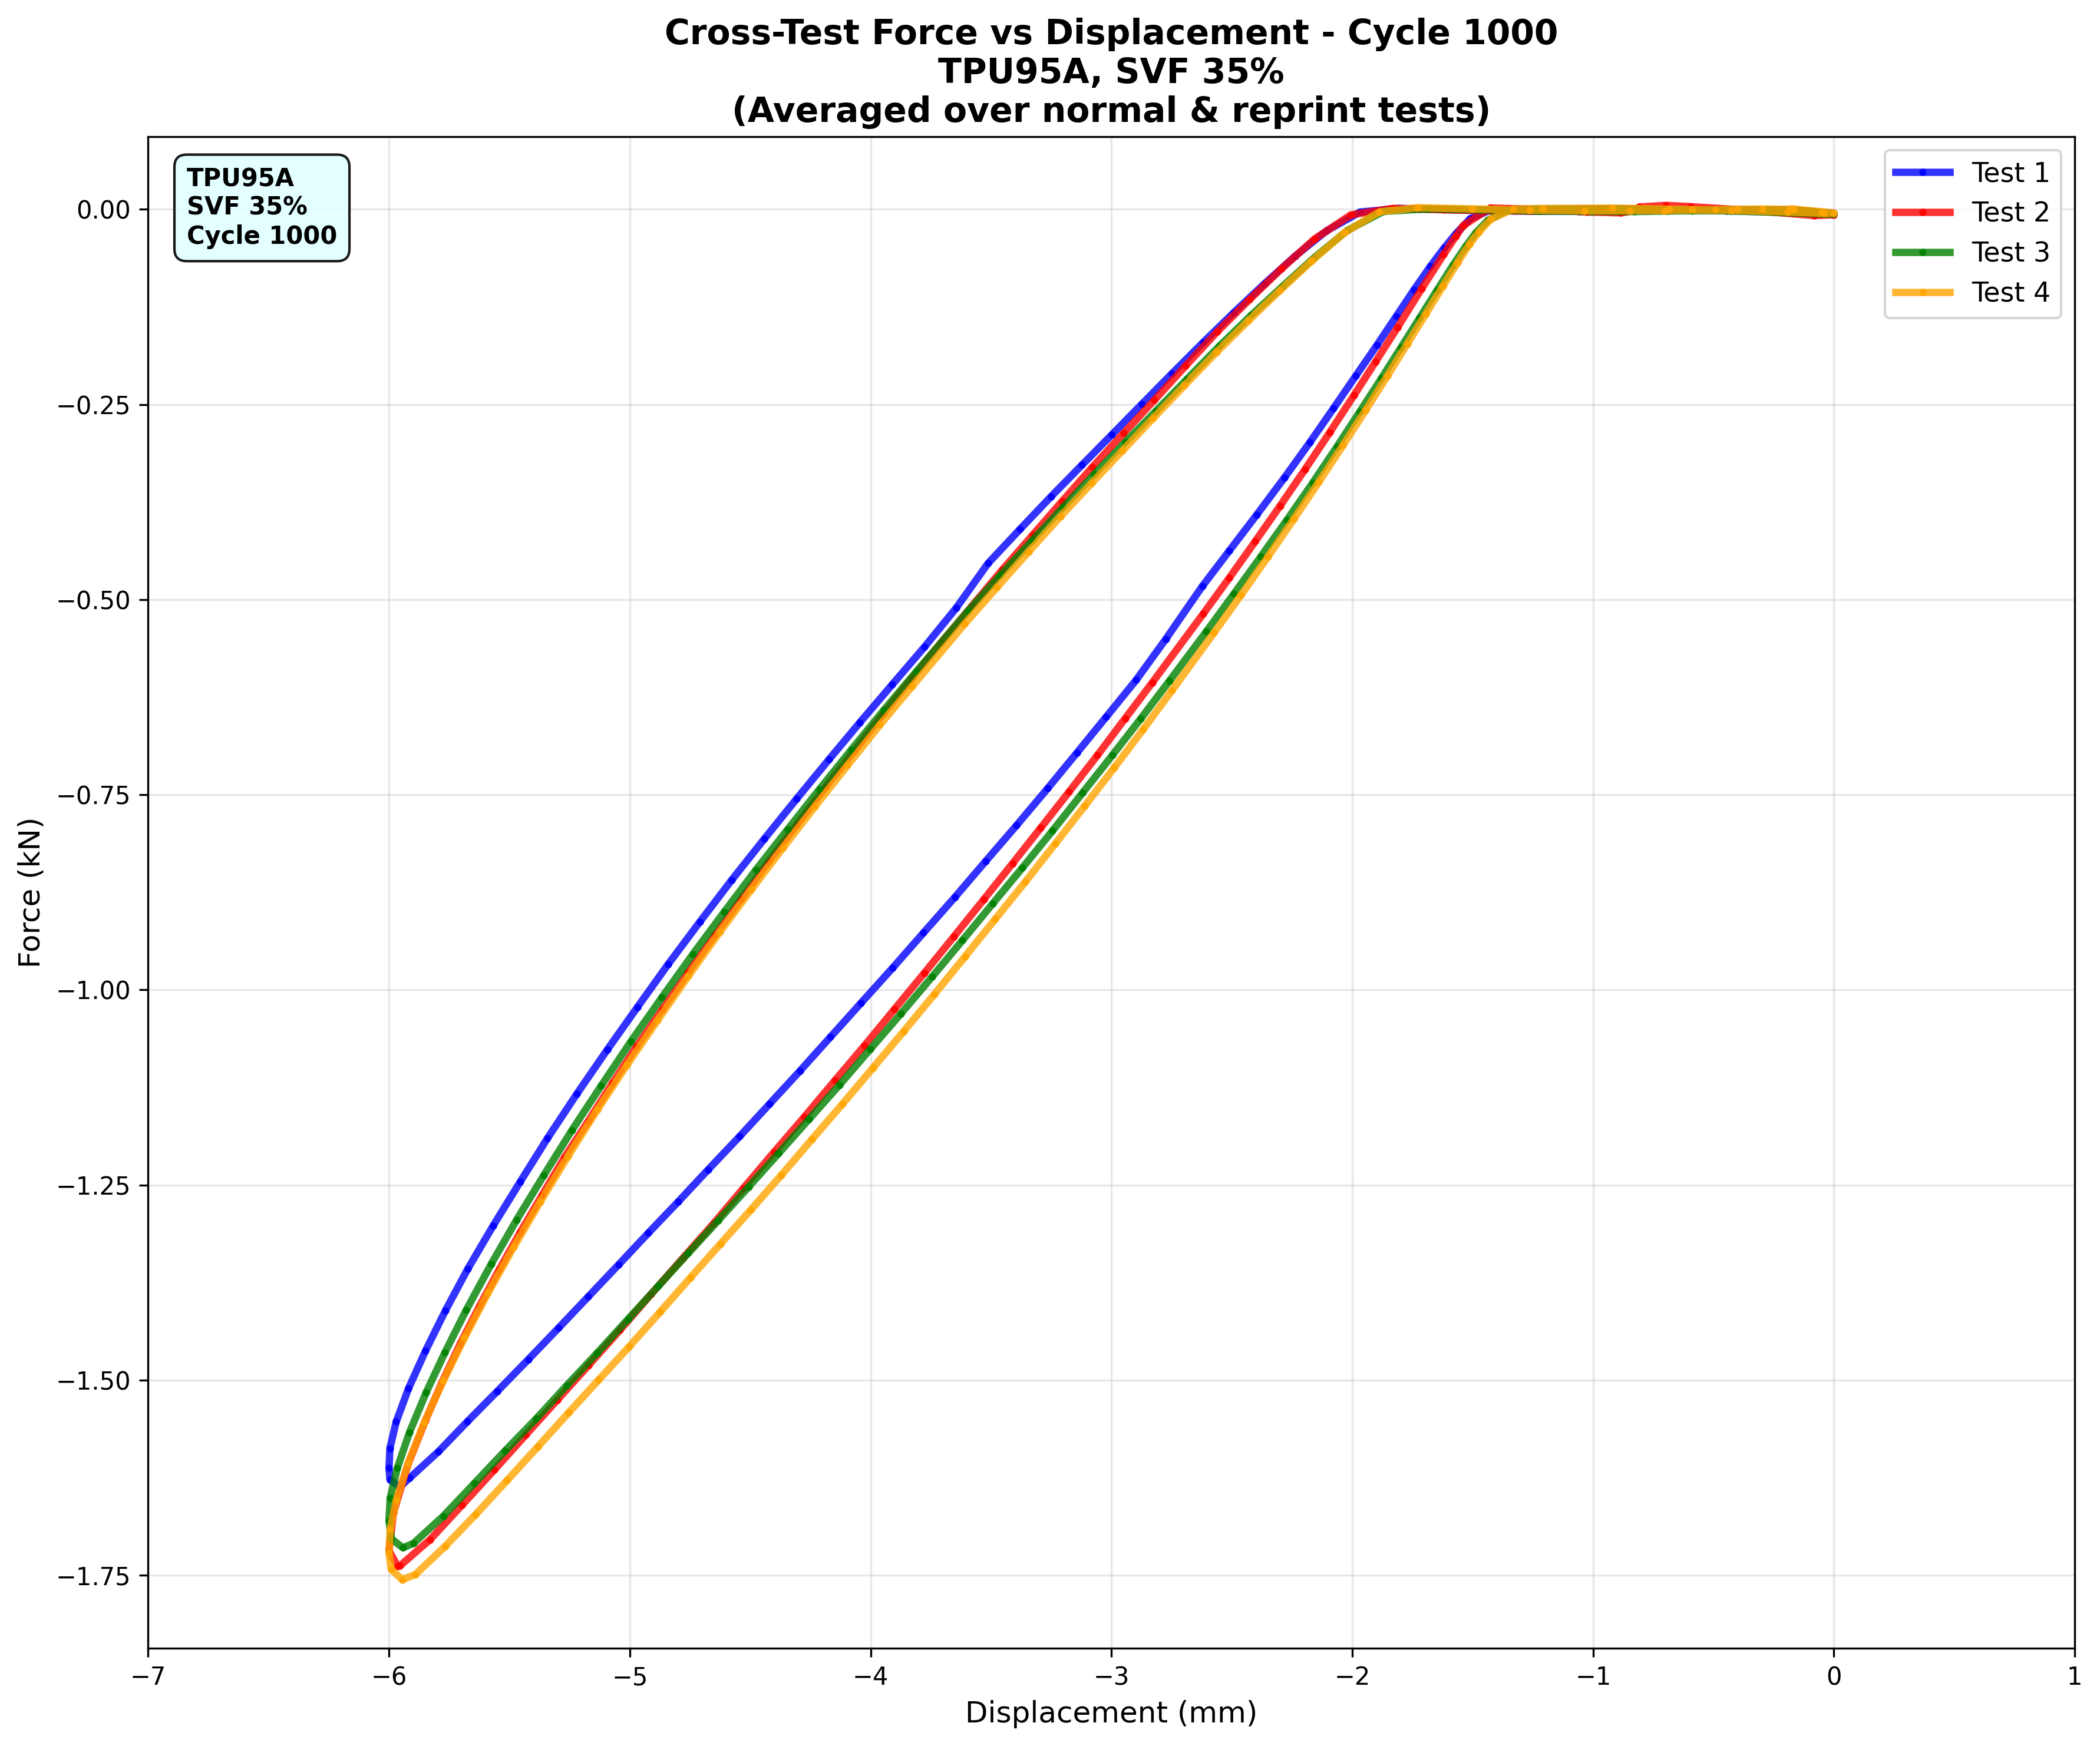 Cross-Test Force vs Displacement - Cycle 1000
TPU95A, SVF 35%
(Averaged over normal & reprint tests)
TPU95A
SVF 35%
Cycle 1000
Test 1
Test 2
Test 3
Test 4
Force (kN)
0.00
−0.25
−0.50
−0.75
−1.00
−1.25
−1.50
−1.75
−7 −6 −5 −4 −3 −2 −1 0 1
Displacement (mm)